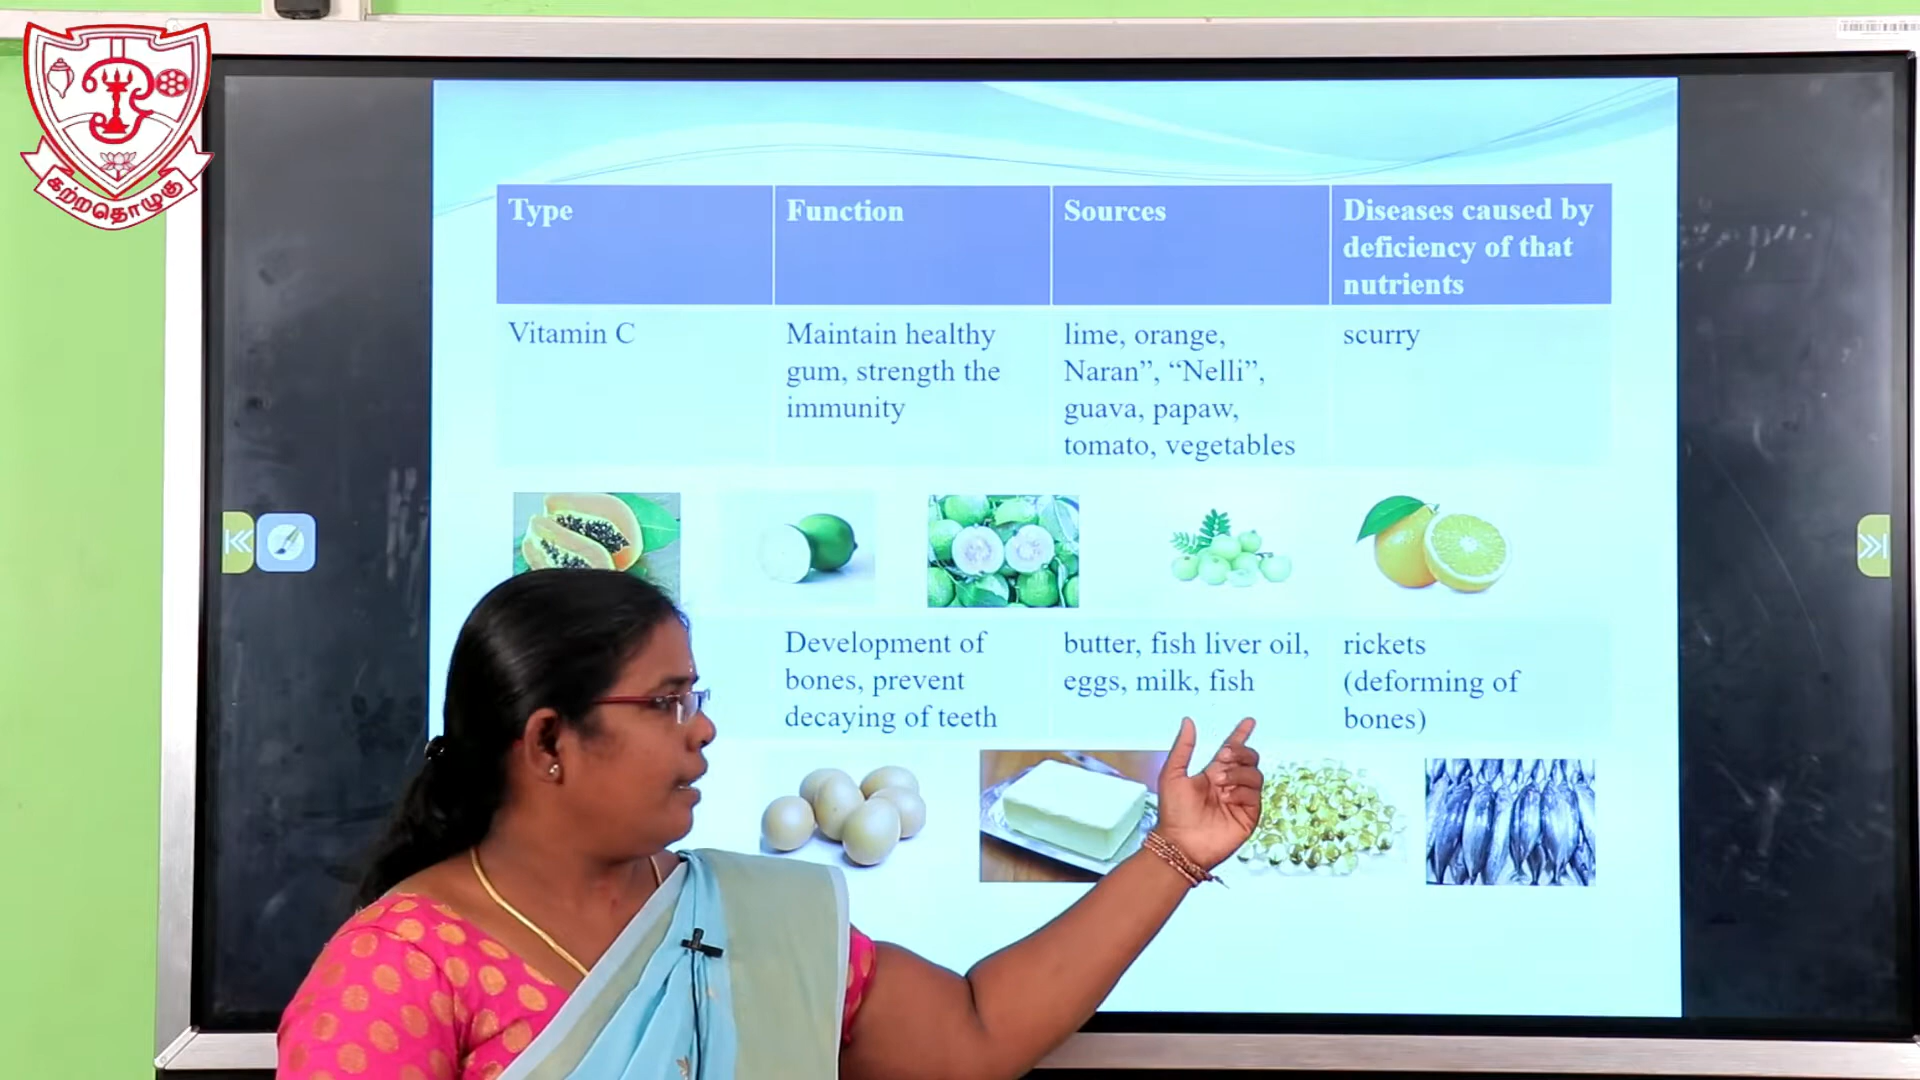 கற்றதொழுகு
Type
Function
Sources
Diseases caused by
deficiency of that
nutrients
Vitamin C
Maintain healthy
gum, strength the
immunity
lime, orange,
Naran”, “Nelli”,
guava, papaw,
tomato, vegetables
scurry
Development of
bones, prevent
decaying of teeth
butter, fish liver oil,
eggs, milk, fish
rickets
(deforming of
bones)